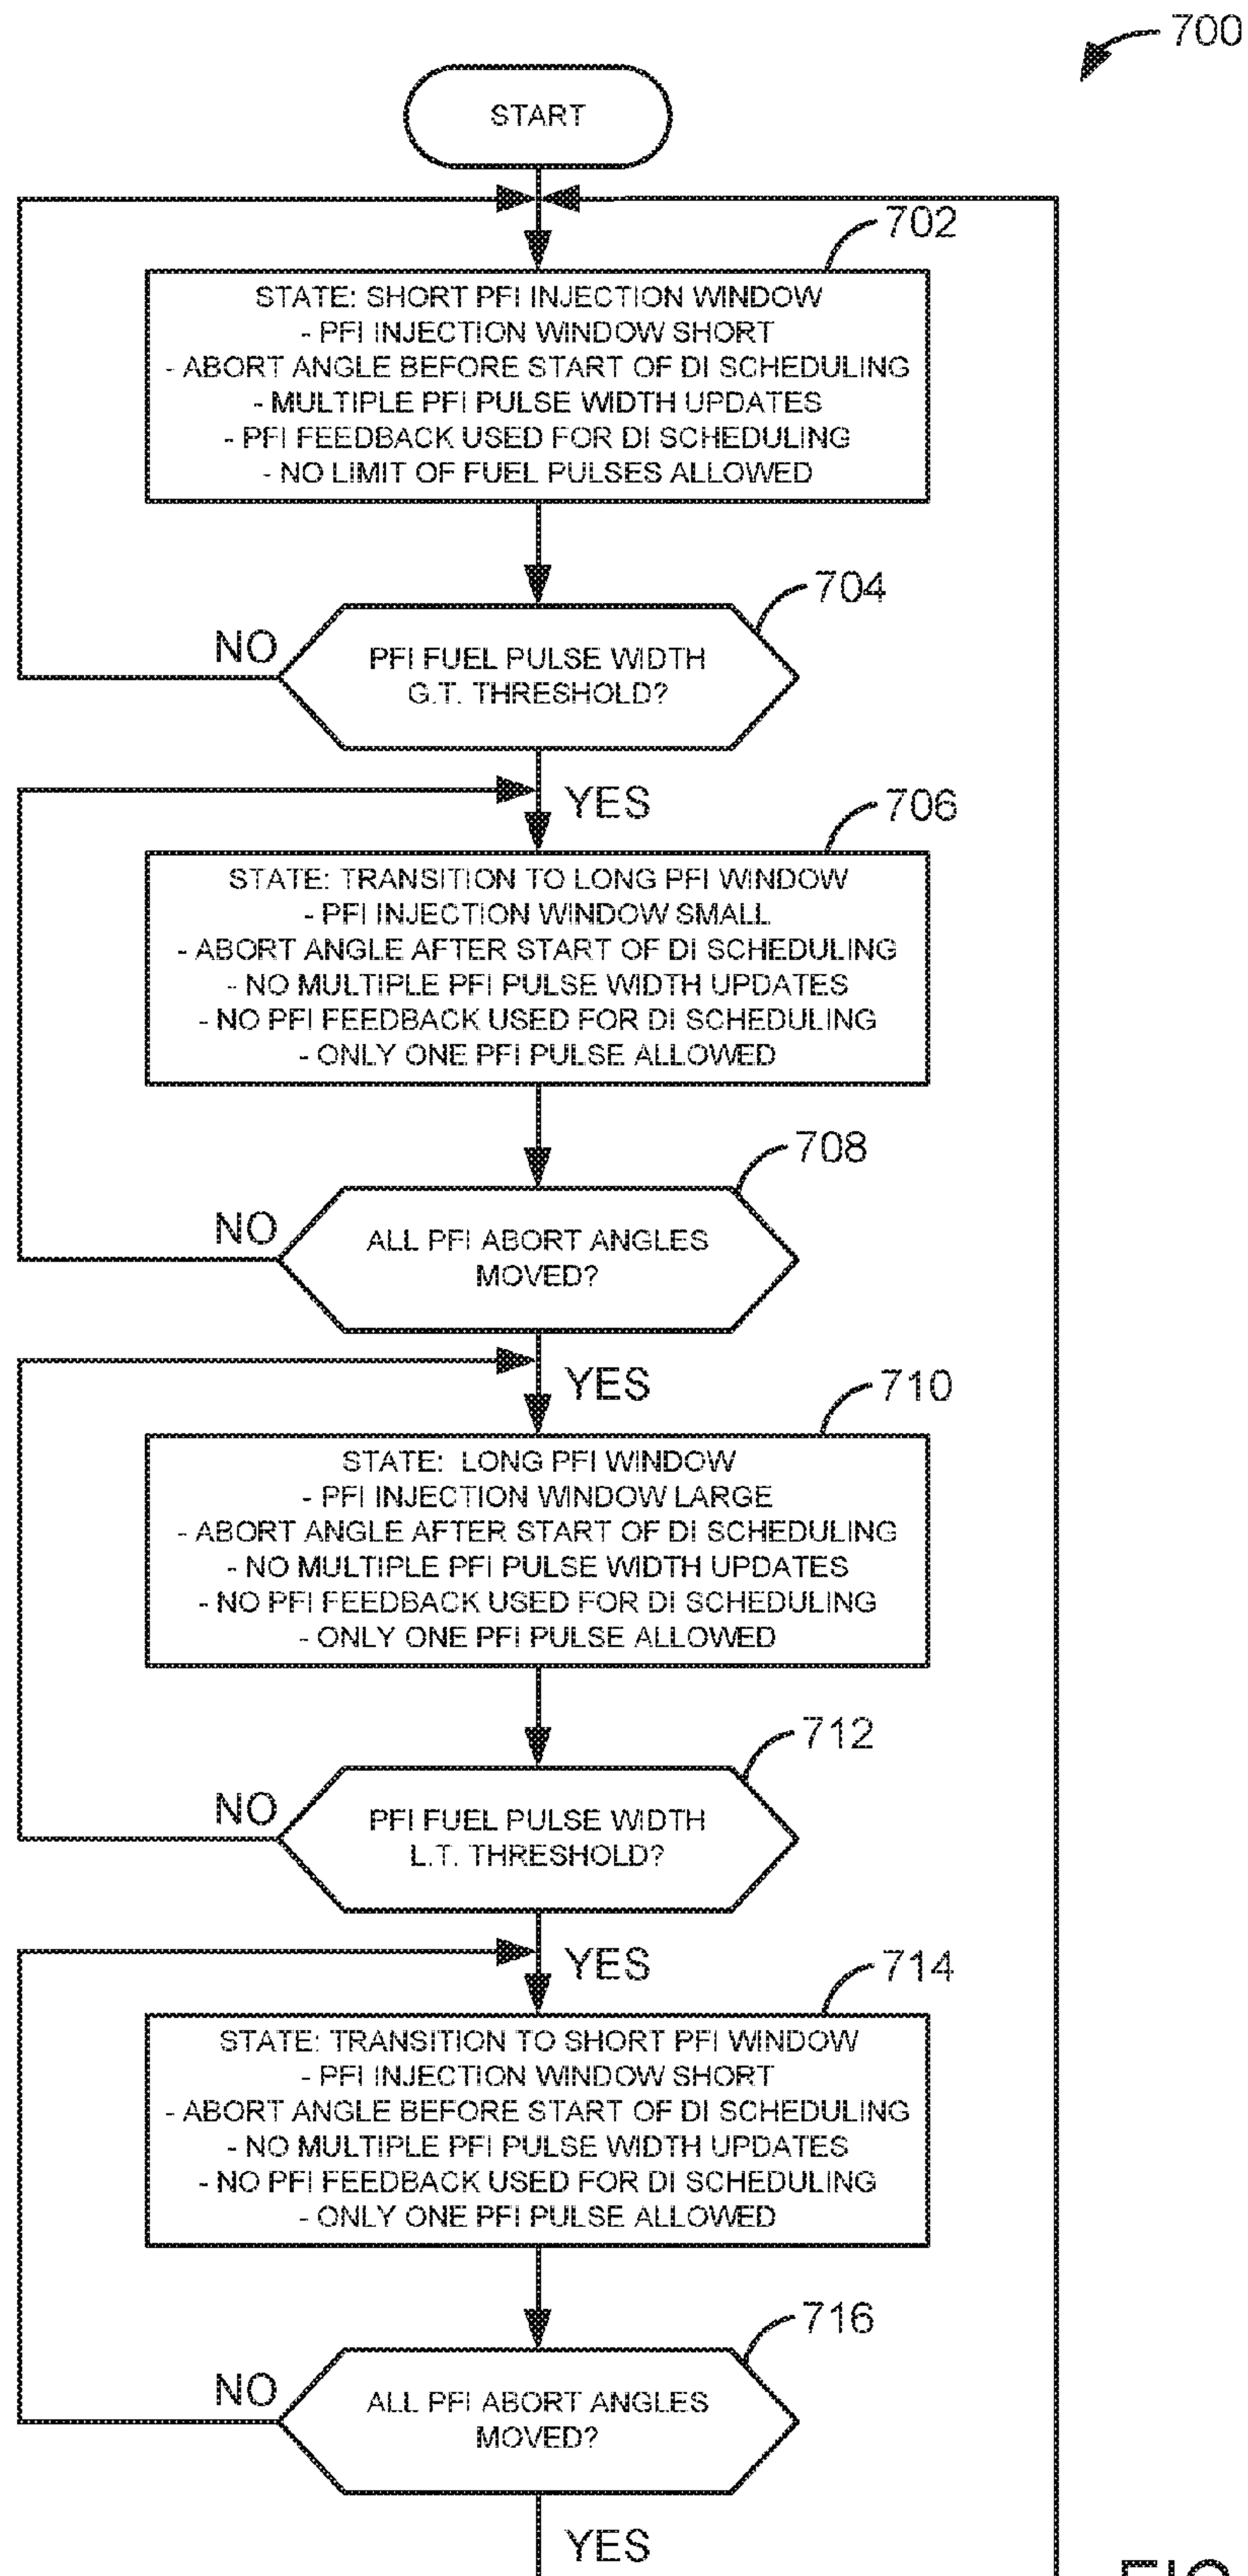 700
START
702
STATE: SHORT PFI INJECTION WINDOW
- PFI INJECTION WINDOW SHORT
- ABORT ANGLE BEFORE START OF DI SCHEDULING
- MULTIPLE PFI PULSE WIDTH UPDATES
- PFI FEEDBACK USED FOR DI SCHEDULING
- NO LIMIT OF FUEL PULSES ALLOWED
704
NO
PFI FUEL PULSE WIDTH
G.T. THRESHOLD?
YES
706
STATE: TRANSITION TO LONG PFI WINDOW
- PFI INJECTION WINDOW SMALL
- ABORT ANGLE AFTER START OF DI SCHEDULING
- NO MULTIPLE PFI PULSE WIDTH UPDATES
- NO PFI FEEDBACK USED FOR DI SCHEDULING
- ONLY ONE PFI PULSE ALLOWED
708
NO
ALL PFI ABORT ANGLES
MOVED?
YES
710
STATE: LONG PFI WINDOW
- PFI INJECTION WINDOW LARGE
- ABORT ANGLE AFTER START OF DI SCHEDULING
- NO MULTIPLE PFI PULSE WIDTH UPDATES
- NO PFI FEEDBACK USED FOR DI SCHEDULING
- ONLY ONE PFI PULSE ALLOWED
712
NO
PFI FUEL PULSE WIDTH
L.T. THRESHOLD?
YES
714
STATE: TRANSITION TO SHORT PFI WINDOW
- PFI INJECTION WINDOW SHORT
- ABORT ANGLE BEFORE START OF DI SCHEDULING
- NO MULTIPLE PFI PULSE WIDTH UPDATES
- NO PFI FEEDBACK USED FOR DI SCHEDULING
- ONLY ONE PFI PULSE ALLOWED
716
NO
ALL PFI ABORT ANGLES
MOVED?
YES